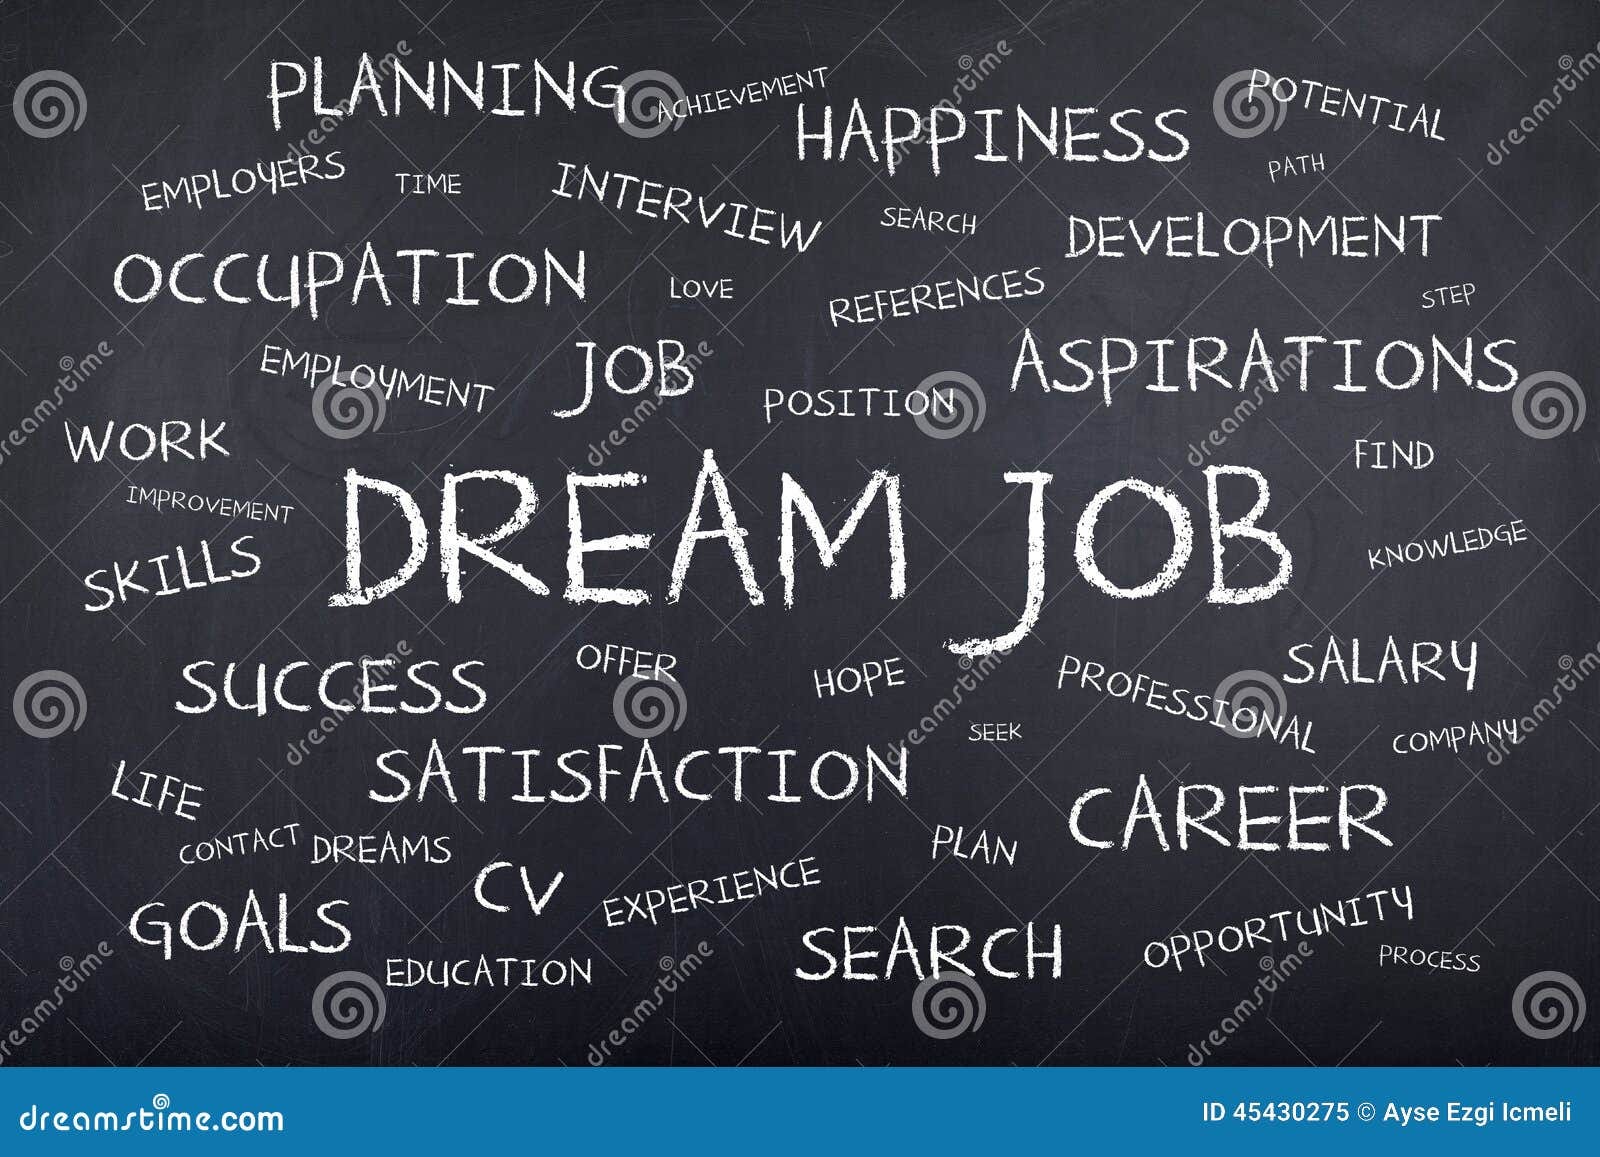 PLANNING
ACHIEVEMENT
HAPPINESS
POTENTIAL
EMPLOYERS
TIME
INTERVIEW
SEARCH
PATH
DEVELOPMENT
OCCUPATION
LOVE
REFERENCES
STEP
EMPLOYMENT
JOB
POSITION
ASPIRATIONS
WORK
FIND
IMPROVEMENT
DREAM JOB
KNOWLEDGE
SKILLS
SUCCESS
OFFER
HOPE
PROFESSIONAL
SALARY
SEEK
COMPANY
LIFE
SATISFACTION
CAREER
CONTACT
DREAMS
PLAN
CV
EXPERIENCE
GOALS
EDUCATION
SEARCH
OPPORTUNITY
PROCESS
dreamstime.com
ID 45430275 © Ayse Ezgi Icmeli